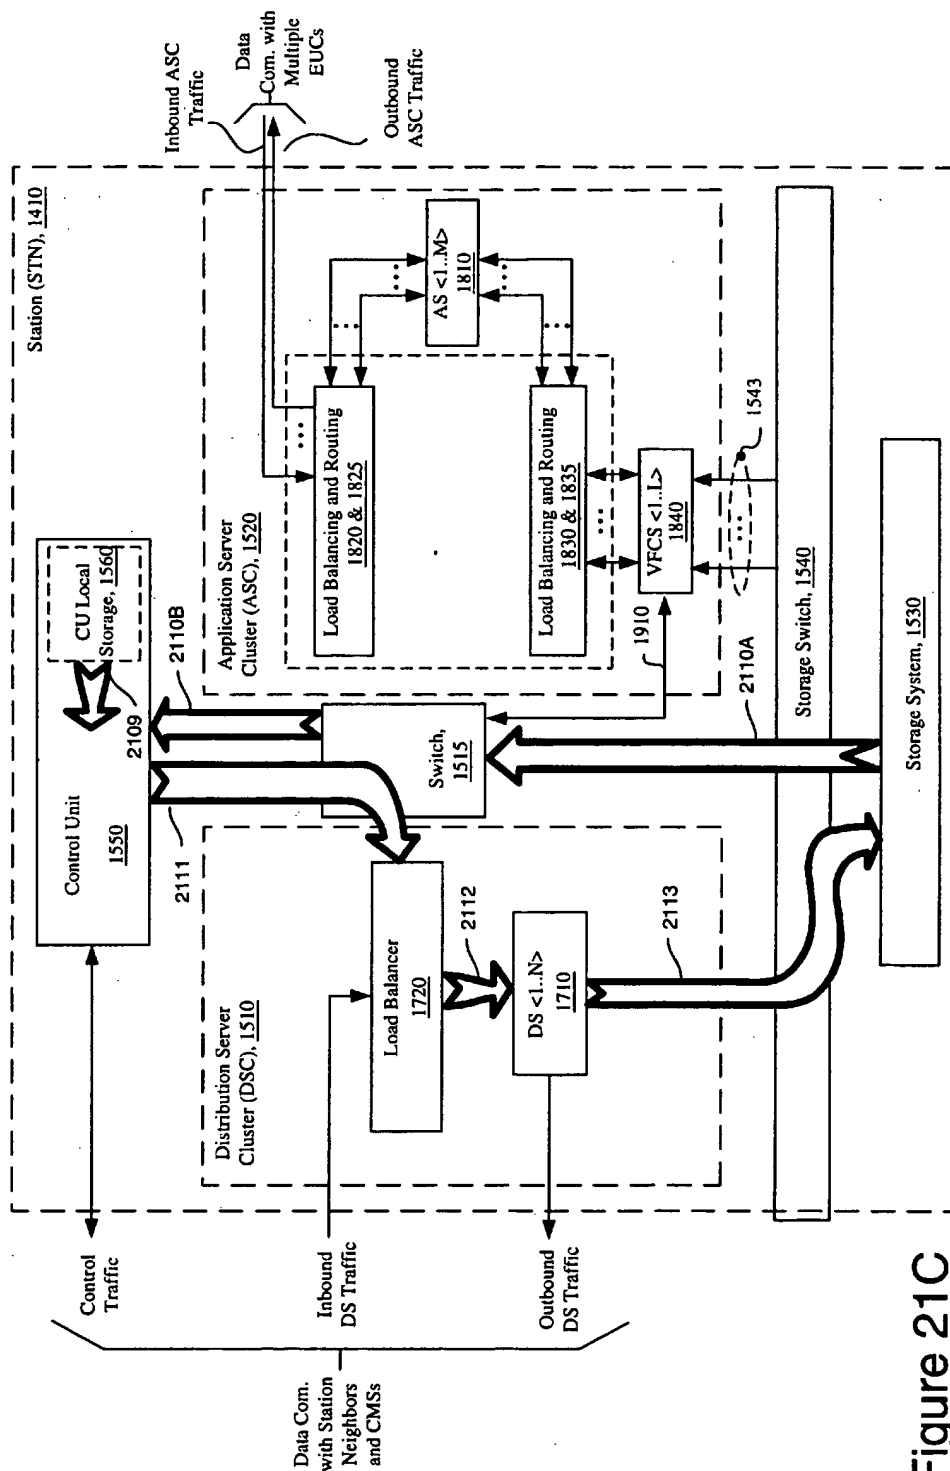 Station (STN), 1410
Control Unit
1550
CU Local
Storage, 1560
2109
2110B
2111
Control
Traffic
Inbound
DS Traffic
Outbound
DS Traffic
Data Com.
with Station
Neighbors
and CMSs
Distribution Server
Cluster (DSC), 1510
Load Balancer
1720
2112
DS <1..N>
1710
2113
Switch,
1515
Application Server
Cluster (ASC), 1520
Load Balancing and Routing
1820 & 1825
AS <1..M>
1810
Load Balancing and Routing
1830 & 1835
VFCS <1..L>
1840
1910
1543
2110A
Inbound ASC
Traffic
Data
Com. with
Multiple
EUCs
Outbound
ASC Traffic
Storage Switch, 1540
Storage System, 1530
Figure 21C